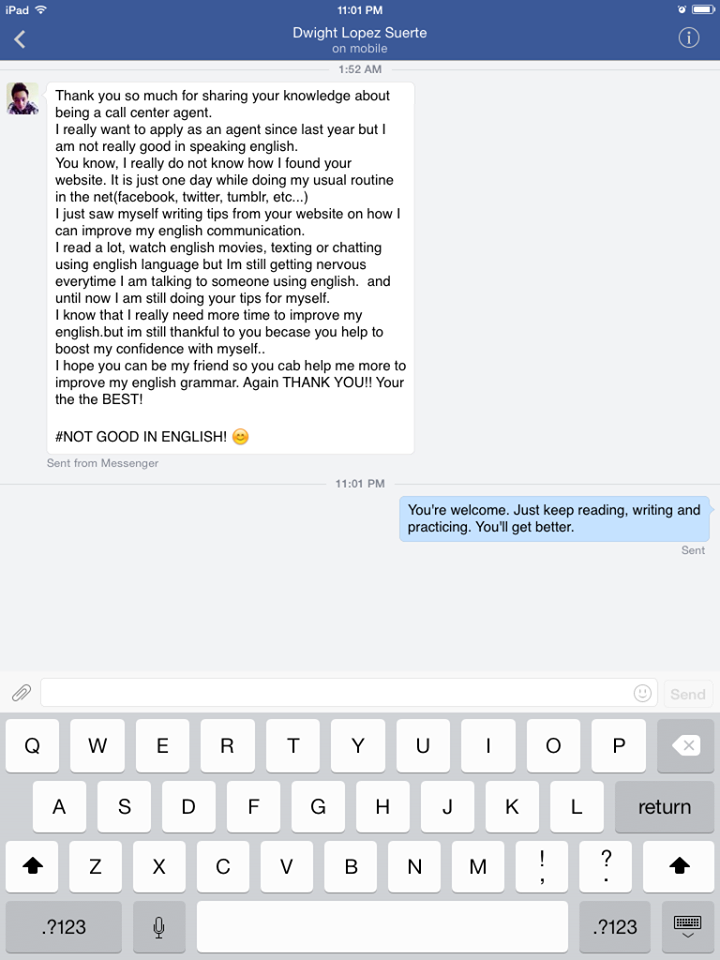 iPad 11:01 PM
Dwight Lopez Suerte
on mobile
1:52 AM
Thank you so much for sharing your knowledge about
being a call center agent.
I really want to apply as an agent since last year but I
am not really good in speaking english.
You know, I really do not know how I found your
website. It is just one day while doing my usual routine
in the net(facebook, twitter, tumblr, etc...)
I just saw myself writing tips from your website on how I
can improve my english communication.
I read a lot, watch english movies, texting or chatting
using english language but Im still getting nervous
everytime I am talking to someone using english.  and
until now I am still doing your tips for myself.
I know that I really need more time to improve my
english.but im still thankful to you becase you help to
boost my confidence with myself..
I hope you can be my friend so you cab help me more to
improve my english grammar. Again THANK YOU!! Your
the the BEST!
#NOT GOOD IN ENGLISH! 😊
Sent from Messenger
11:01 PM
You're welcome. Just keep reading, writing and
practicing. You'll get better.
Sent
Send
Q W E R T Y U I O P
A S D F G H J K L return
Z X C V B N M ! , ? .
.?123 .?123